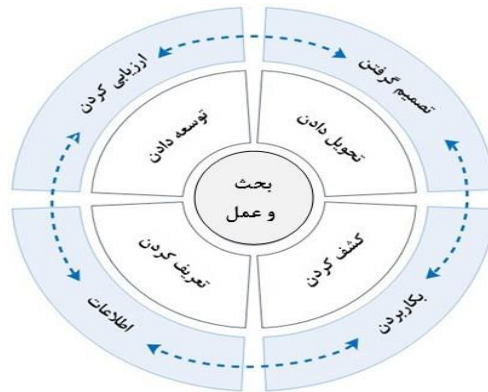 تصمیم گرفتن
ارزیابی کردن
تحویل دادن
توسعه دادن
بحث
و عمل
کشف کردن
تعریف کردن
بکاربردن
اطلاعات